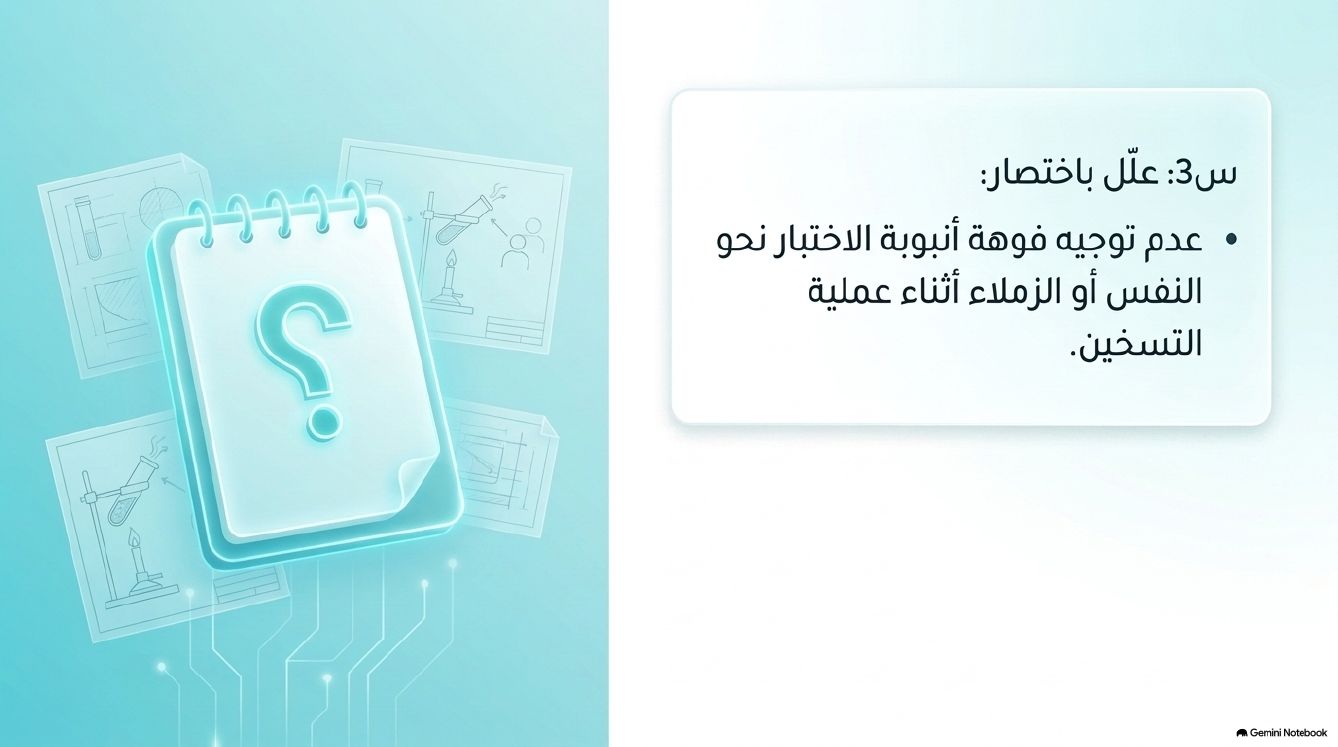 س3: علّل باختصار:
• عدم توجيه فوهة أنبوبة الاختبار نحو
النفس أو الزملاء أثناء عملية
التسخين.
؟
Gemini Notebook